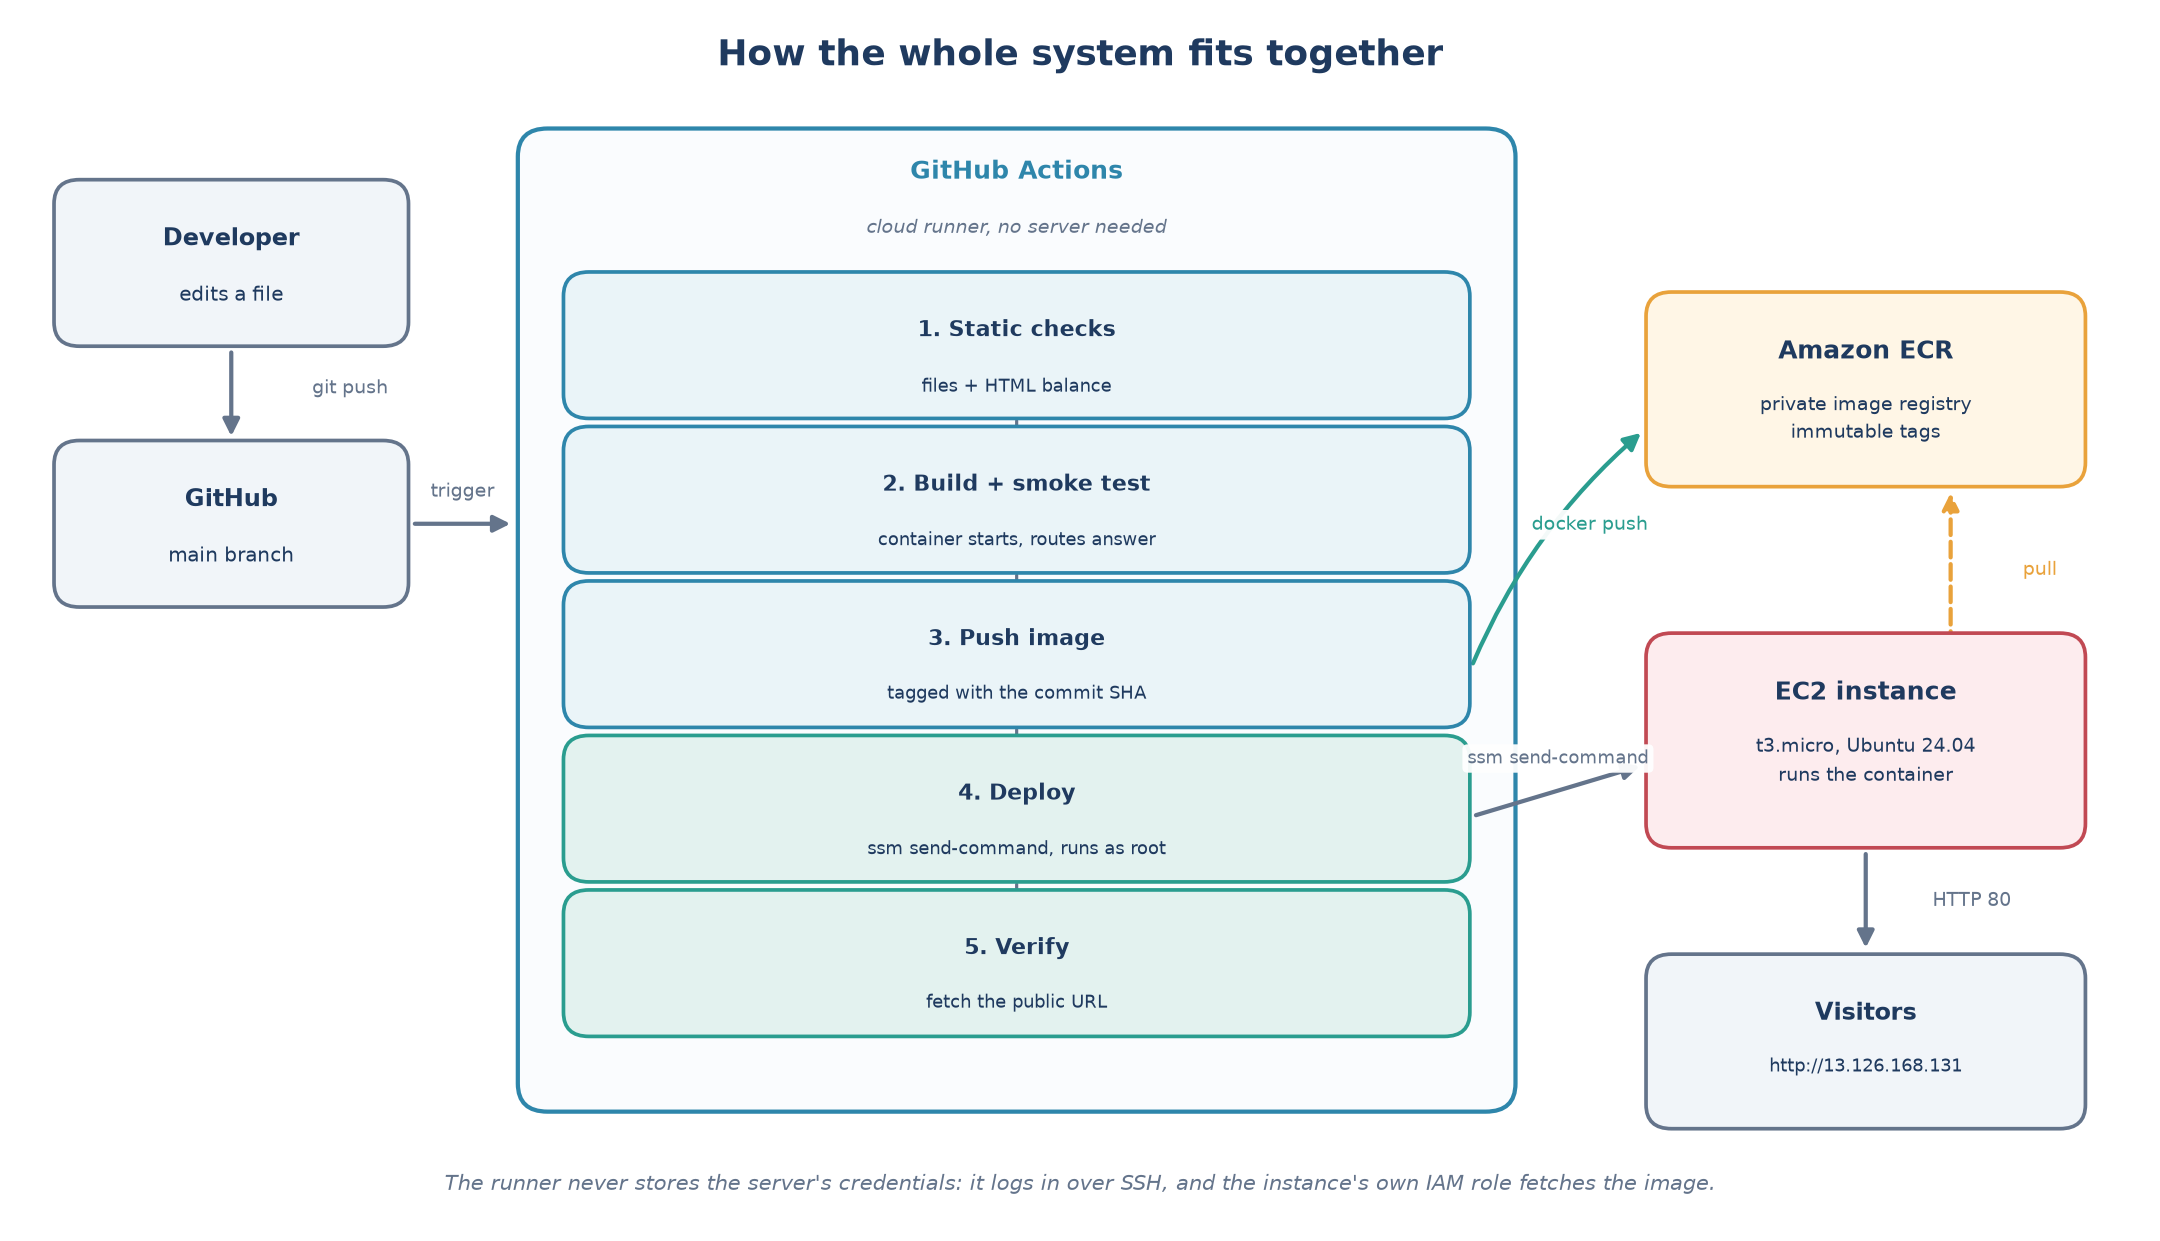 How the whole system fits together
Developer
edits a file
git push
GitHub
main branch
trigger
GitHub Actions
cloud runner, no server needed
1. Static checks
files + HTML balance
2. Build + smoke test
container starts, routes answer
3. Push image
tagged with the commit SHA
4. Deploy
ssm send-command, runs as root
5. Verify
fetch the public URL
docker push
ssm send-command
Amazon ECR
private image registry
immutable tags
pull
EC2 instance
t3.micro, Ubuntu 24.04
runs the container
HTTP 80
Visitors
http://13.126.168.131
The runner never stores the server's credentials: it logs in over SSH, and the instance's own IAM role fetches the image.